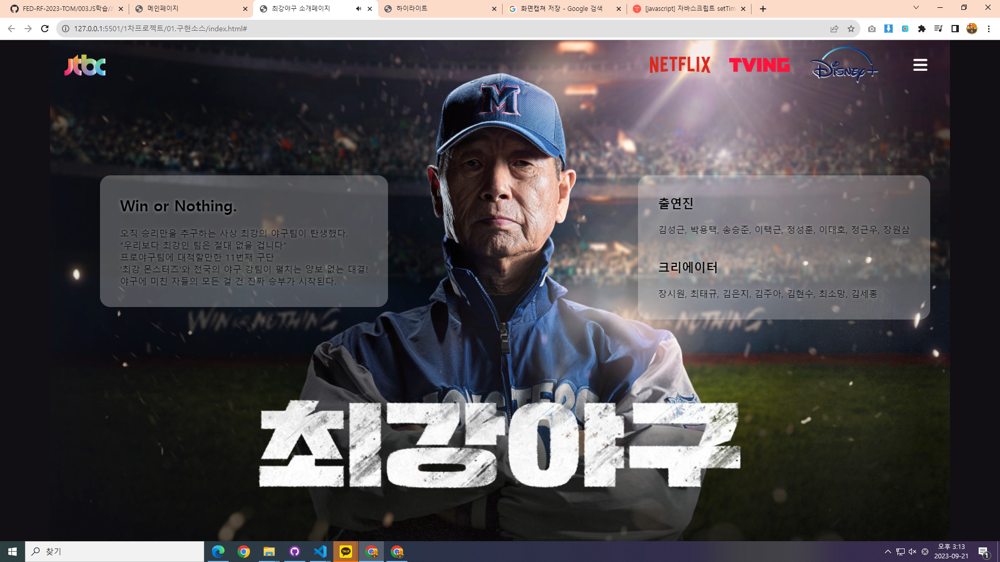 FED-RF-2023-TOM/003.JS학습/JS
메인페이지
최강야구 소개페이지
하이라이트
화면캡쳐 저장 - Google 검색
[javascript] 자바스크립트 setTim
127.0.0.1:5501/1차프로젝트/01.구현소스/index.html#
jtbc
NETFLIX
TVING
Disney+
M
Win or Nothing.
오직 승리만을 추구하는 사상 최강의 야구팀이 탄생했다.
“우리보다 최강인 팀은 절대 없을 겁니다”
프로야구팀에 대적할만한 11번째 구단
‘최강 몬스터즈’와 전국의 야구 강팀이 펼치는 양보 없는 대결!
야구에 미친 자들의 모든 걸 건 진짜 승부가 시작된다.
출연진
김성근, 박용택, 송승준, 이택근, 정성훈, 이대호, 정근우, 장원삼
크리에이터
장시원, 최태규, 김은지, 김주아, 김현수, 최소망, 김세홍
WIN OR NOTHING.
NOTHING.
MONSTERS
최강야구
찾기
TALK
오후 3:13
2023-09-21
1